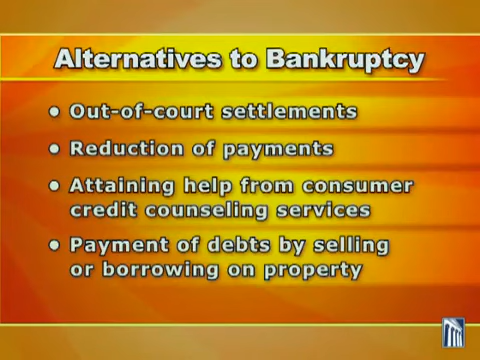 Alternatives to Bankruptcy
• Out-of-court settlements
• Reduction of payments
• Attaining help from consumer
credit counseling services
• Payment of debts by selling
or borrowing on property